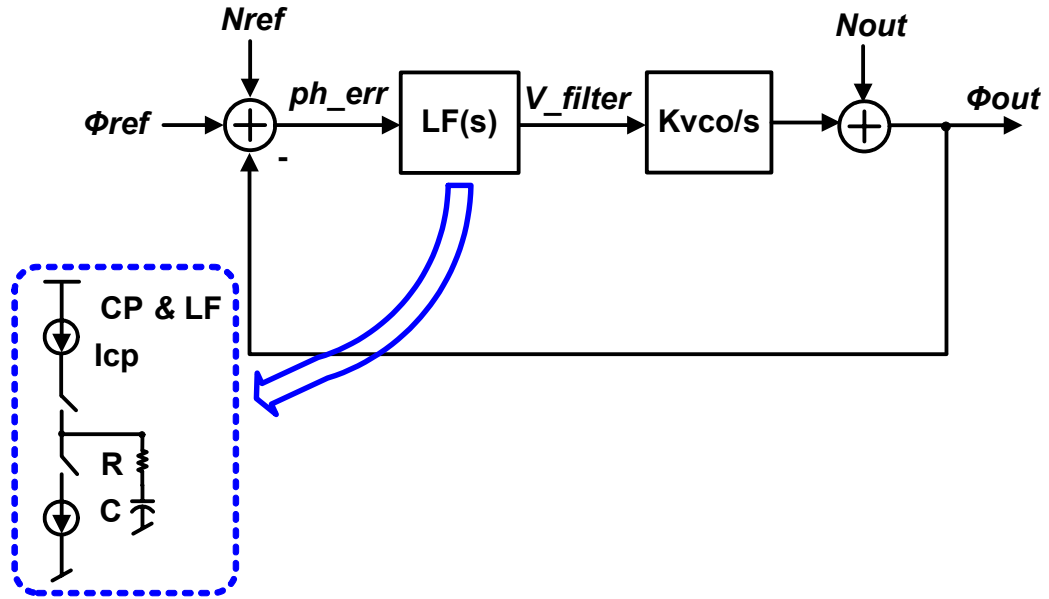 Nref
Nout
ph_err
V_filter
Φref
LF(s)
Kvco/s
Φout
-
CP & LF
Icp
R
C